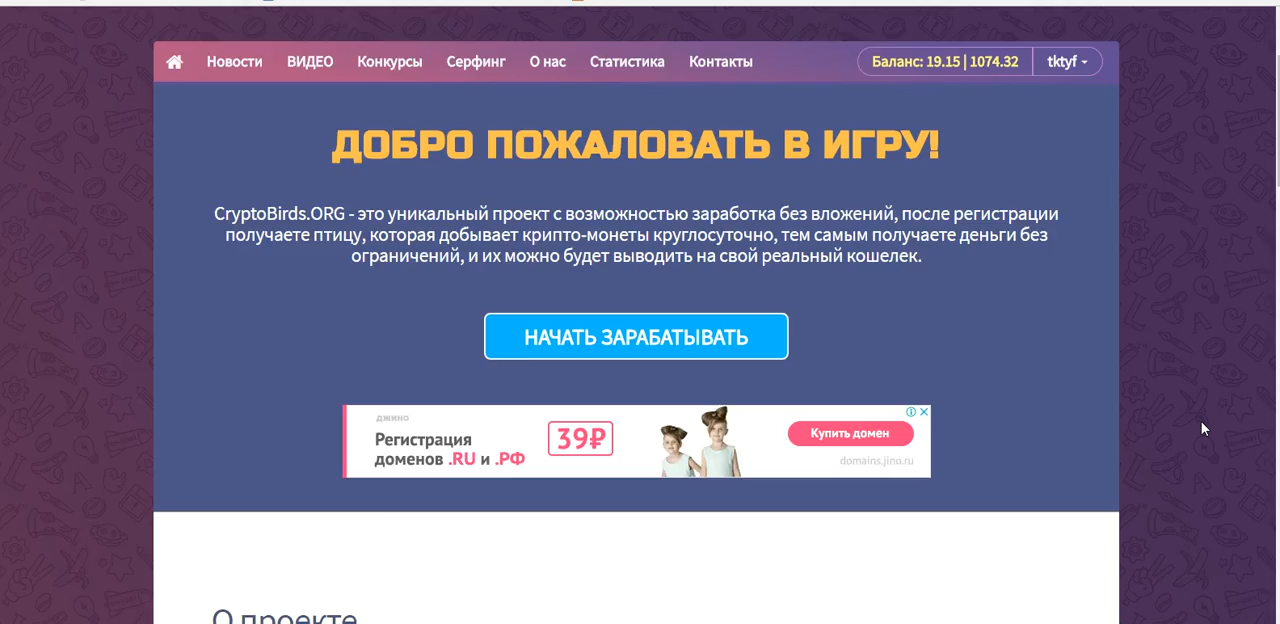 Новости ВИДЕО Конкурсы Серфинг О нас Статистика Контакты Баланс: 19.15 | 1074.32 tktyf
ДОБРО ПОЖАЛОВАТЬ В ИГРУ!
CryptoBirds.ORG - это уникальный проект с возможностью заработка без вложений, после регистрации
получаете птицу, которая добывает крипто-монеты круглосуточно, тем самым получаете деньги без
ограничений, и их можно будет выводить на свой реальный кошелек.
НАЧАТЬ ЗАРАБАТЫВАТЬ
джино
Регистрация
доменов .RU и .РФ
39₽
Купить домен
domains.jino.ru
О проекте